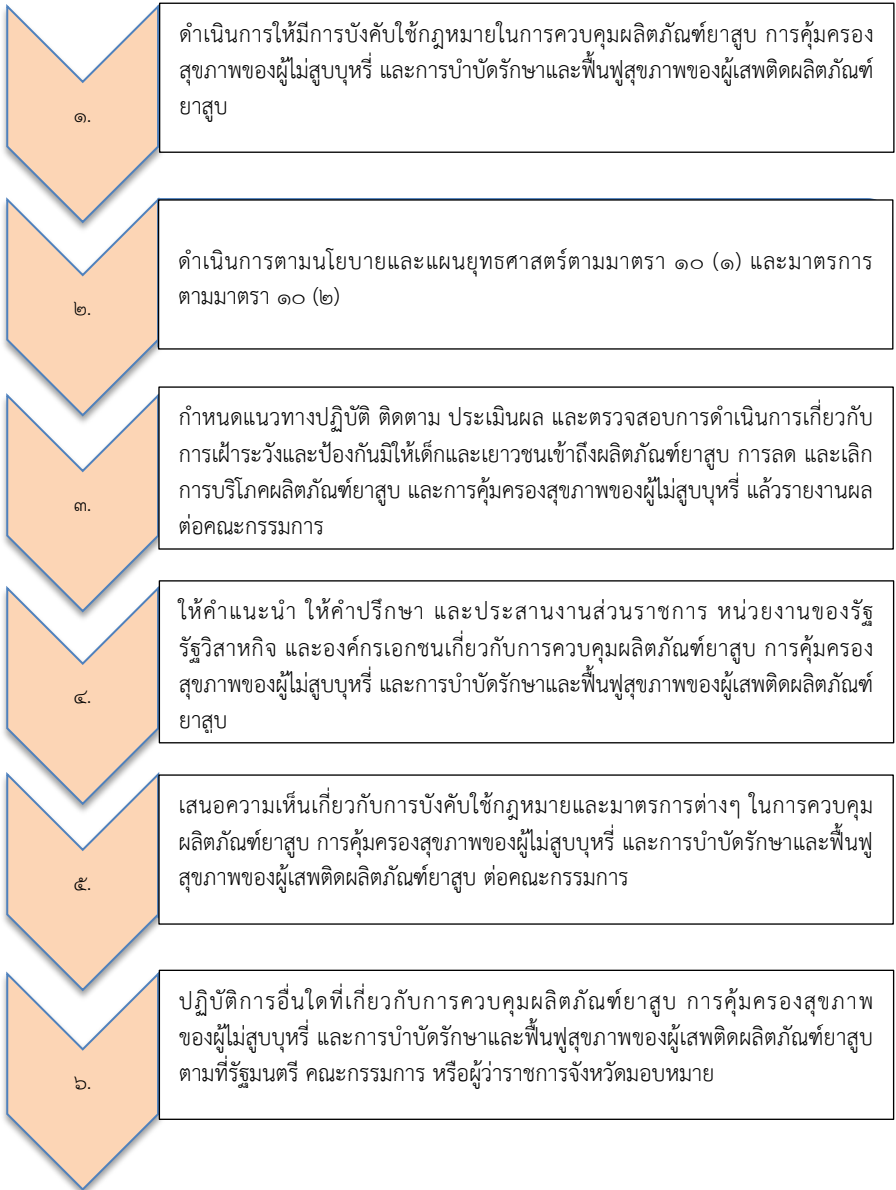 ๑.
ดำเนินการให้มีการบังคับใช้กฎหมายในการควบคุมผลิตภัณฑ์ยาสูบ การคุ้มครอง
สุขภาพของผู้ไม่สูบบุหรี่ และการบำบัดรักษาและฟื้นฟูสุขภาพของผู้เสพติดผลิตภัณฑ์
ยาสูบ
๒.
ดำเนินการตามนโยบายและแผนยุทธศาสตร์ตามมาตรา ๑๐ (๑) และมาตรการ
ตามมาตรา ๑๐ (๒)
๓.
กำหนดแนวทางปฏิบัติ ติดตาม ประเมินผล และตรวจสอบการดำเนินการเกี่ยวกับ
การเฝ้าระวังและป้องกันมิให้เด็กและเยาวชนเข้าถึงผลิตภัณฑ์ยาสูบ การลด และเลิก
การบริโภคผลิตภัณฑ์ยาสูบ และการคุ้มครองสุขภาพของผู้ไม่สูบบุหรี่ แล้วรายงานผล
ต่อคณะกรรมการ
๔.
ให้คำแนะนำ ให้คำปรึกษา และประสานงานส่วนราชการ หน่วยงานของรัฐ
รัฐวิสาหกิจ และองค์กรเอกชนเกี่ยวกับการควบคุมผลิตภัณฑ์ยาสูบ การคุ้มครอง
สุขภาพของผู้ไม่สูบบุหรี่ และการบำบัดรักษาและฟื้นฟูสุขภาพของผู้เสพติดผลิตภัณฑ์
ยาสูบ
๕.
เสนอความเห็นเกี่ยวกับการบังคับใช้กฎหมายและมาตรการต่างๆ ในการควบคุม
ผลิตภัณฑ์ยาสูบ การคุ้มครองสุขภาพของผู้ไม่สูบบุหรี่ และการบำบัดรักษาและฟื้นฟู
สุขภาพของผู้เสพติดผลิตภัณฑ์ยาสูบ ต่อคณะกรรมการ
๖.
ปฏิบัติการอื่นใดที่เกี่ยวกับการควบคุมผลิตภัณฑ์ยาสูบ การคุ้มครองสุขภาพ
ของผู้ไม่สูบบุหรี่ และการบำบัดรักษาและฟื้นฟูสุขภาพของผู้เสพติดผลิตภัณฑ์ยาสูบ
ตามที่รัฐมนตรี คณะกรรมการ หรือผู้ว่าราชการจังหวัดมอบหมาย